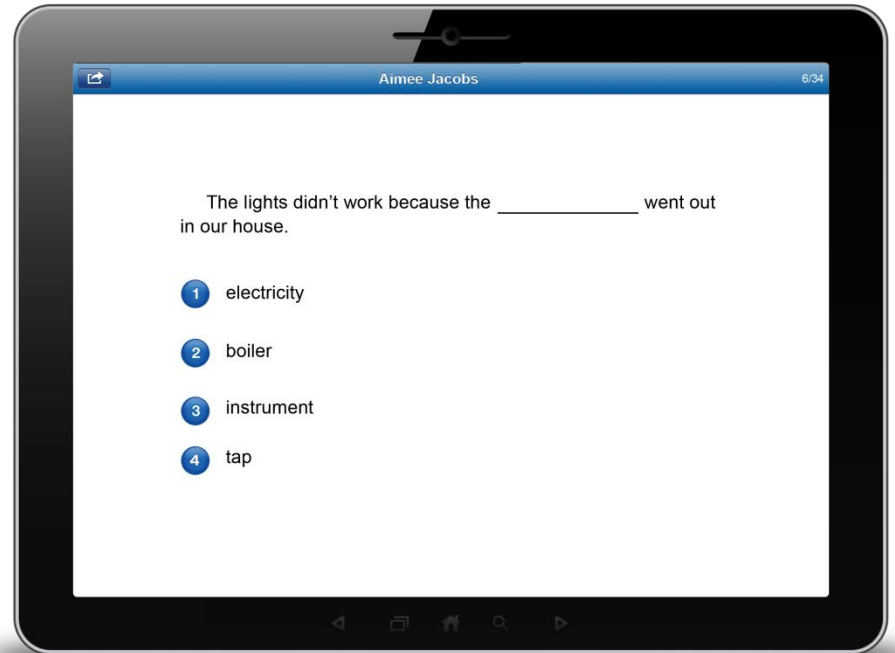 Aimee Jacobs
6/34
The lights didn’t work because the ______________ went out
in our house.
1 electricity
2 boiler
3 instrument
4 tap